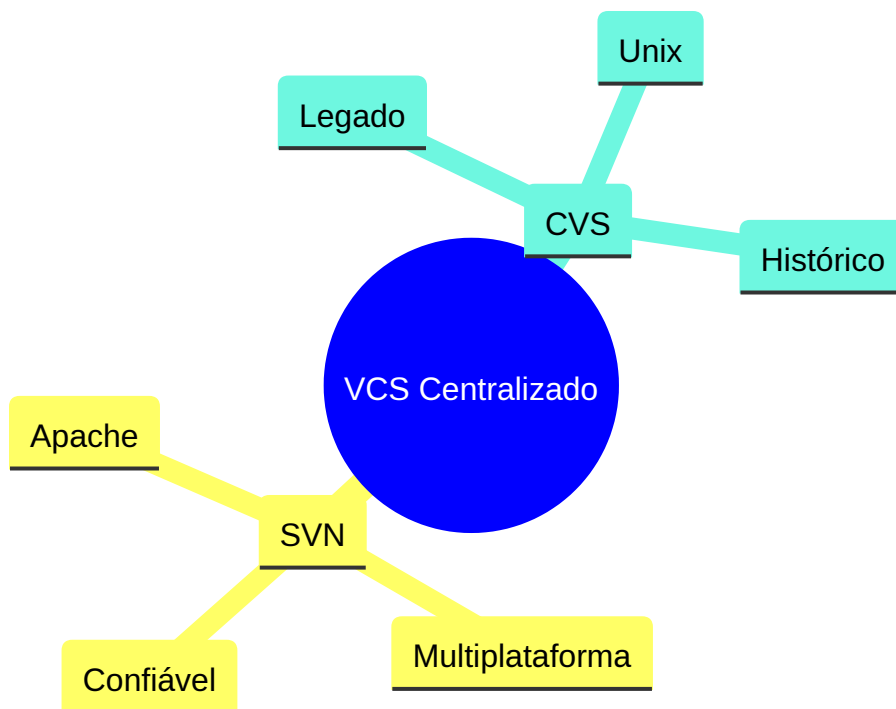 Unix
Legado
CVS
Histórico
VCS Centralizado
Apache
SVN
Multiplataforma
Confiável